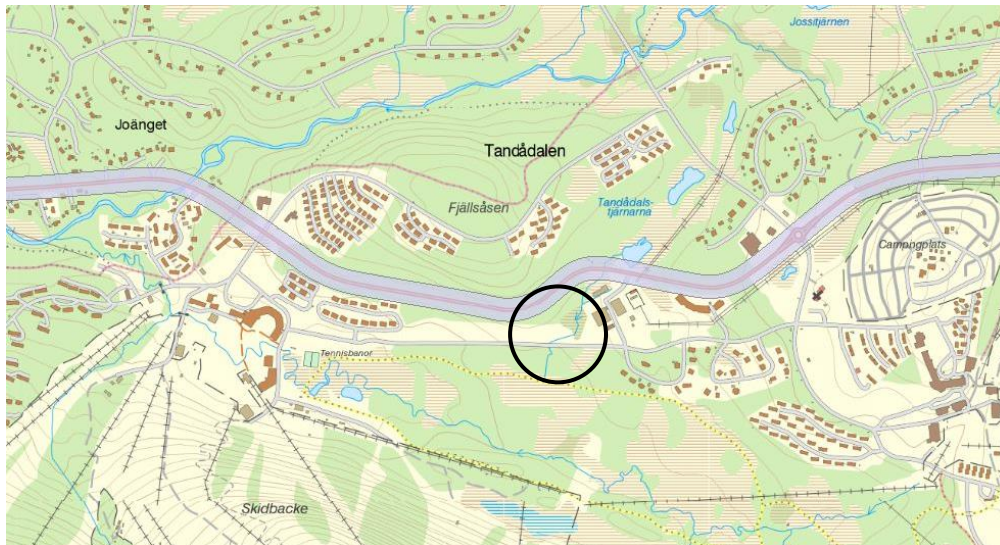 Jossitjärnen
Joänget
Tandådalen
Fjällsåsen
Tandådals-
tjärnarna
Campingplats
Tennisbanor
Skidbacke